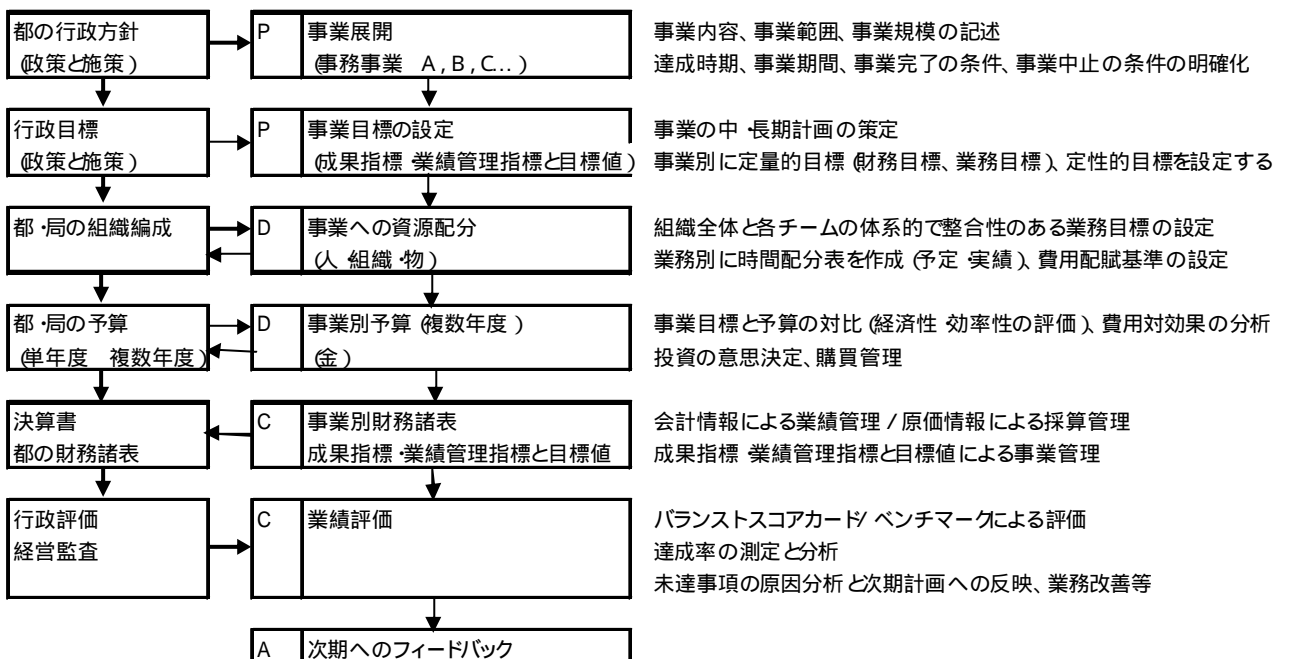 都の行政方針 P 事業展開 事業内容、事業範囲、事業規模の記述
(政策と施策) (事務事業 A,B,C...) 達成時期、事業期間、事業完了の条件、事業中止の条件の明確化
行政目標 P 事業目標の設定 事業の中・長期計画の策定
(政策と施策) (成果指標・業績管理指標と目標値) 事業別に定量的目標(財務目標、業務目標)、定性的目標を設定する
都・局の組織編成 D 事業への資源配分 組織全体と各チームの体系的で整合性のある業務目標の設定
(人・組織・物) 業務別に時間配分表を作成(予定・実績)、費用配賦基準の設定
都・局の予算 D 事業別予算(複数年度) 事業目標と予算の対比(経済性・効率性の評価)、費用対効果の分析
(単年度 複数年度) (金) 投資の意思決定、購買管理
決算書 C 事業別財務諸表 会計情報による業績管理/原価情報による採算管理
都の財務諸表 成果指標・業績管理指標と目標値 成果指標・業績管理指標と目標値による事業管理
行政評価 C 業績評価 バランストスコアカード/ベンチマークによる評価
経営監査 達成率の測定と分析
未達事項の原因分析と次期計画への反映、業務改善等
A 次期へのフィードバック